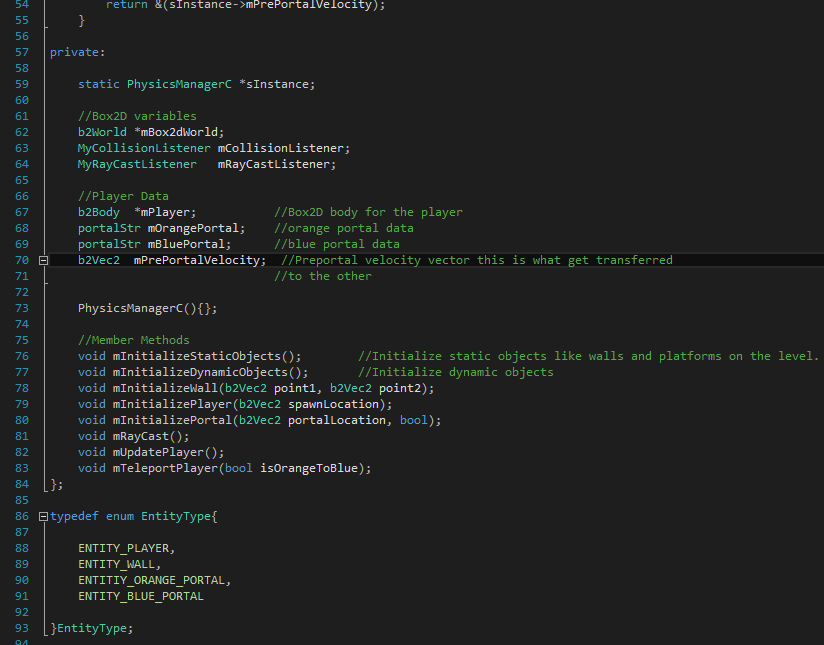 54 return &(sInstance->mPrePortalVelocity);
55 }
56
57 private:
58
59 static PhysicsManagerC *sInstance;
60
61 //Box2D variables
62 b2World *mBox2dWorld;
63 MyCollisionListener mCollisionListener;
64 MyRayCastListener mRayCastListener;
65
66 //Player Data
67 b2Body *mPlayer; //Box2D body for the player
68 portalStr mOrangePortal; //orange portal data
69 portalStr mBluePortal; //blue portal data
70 b2Vec2 mPrePortalVelocity; //Preportal velocity vector this is what get transferred
71 //to the other
72
73 PhysicsManagerC(){};
74
75 //Member Methods
76 void mInitializeStaticObjects(); //Initialize static objects like walls and platforms on the level.
77 void mInitializeDynamicObjects(); //Initialize dynamic objects
78 void mInitializeWall(b2Vec2 point1, b2Vec2 point2);
79 void mInitializePlayer(b2Vec2 spawnLocation);
80 void mInitializePortal(b2Vec2 portalLocation, bool);
81 void mRayCast();
82 void mUpdatePlayer();
83 void mTeleportPlayer(bool isOrangeToBlue);
84 };
85
86 typedef enum EntityType{
87
88 ENTITY_PLAYER,
89 ENTITY_WALL,
90 ENTITIY_ORANGE_PORTAL,
91 ENTITY_BLUE_PORTAL
92
93 }EntityType;
94